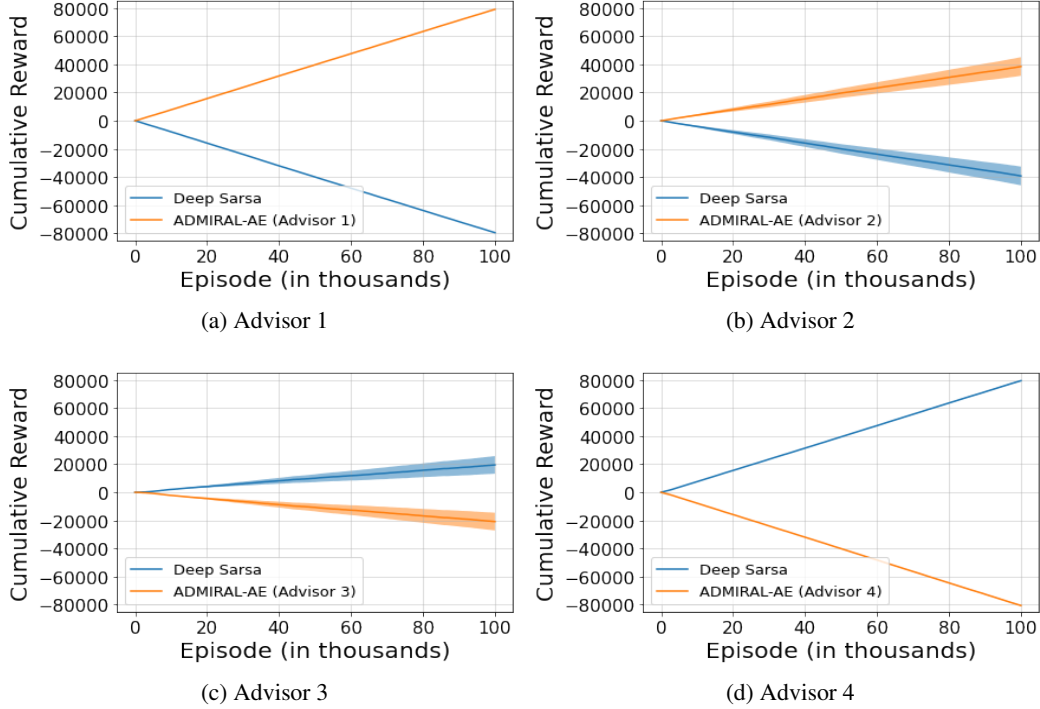 80000
60000
40000
20000
0
−20000
−40000
−60000
−80000
Cumulative Reward
Deep Sarsa
ADMIRAL-AE (Advisor 1)
0 20 40 60 80 100
Episode (in thousands)
(a) Advisor 1
80000
60000
40000
20000
0
−20000
−40000
−60000
−80000
Cumulative Reward
Deep Sarsa
ADMIRAL-AE (Advisor 2)
0 20 40 60 80 100
Episode (in thousands)
(b) Advisor 2
80000
60000
40000
20000
0
−20000
−40000
−60000
−80000
Cumulative Reward
Deep Sarsa
ADMIRAL-AE (Advisor 3)
0 20 40 60 80 100
Episode (in thousands)
(c) Advisor 3
80000
60000
40000
20000
0
−20000
−40000
−60000
−80000
Cumulative Reward
Deep Sarsa
ADMIRAL-AE (Advisor 4)
0 20 40 60 80 100
Episode (in thousands)
(d) Advisor 4